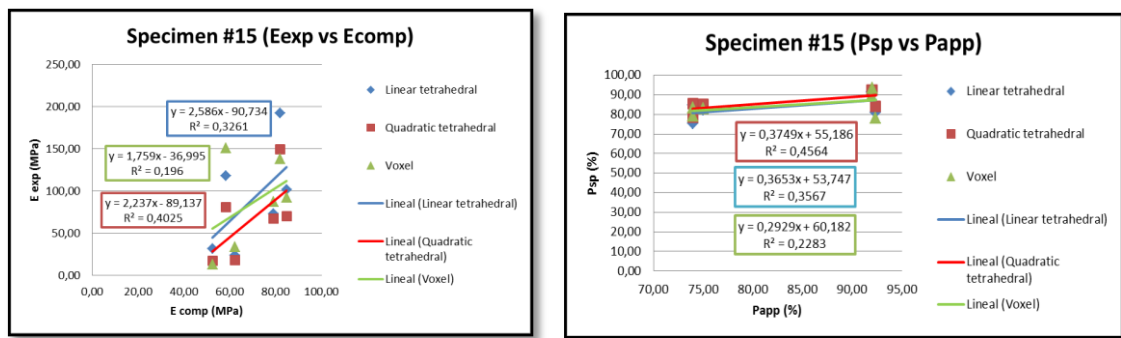 Specimen #15 (Eexp vs Ecomp)
E exp (MPa)
250,00
200,00
150,00
100,00
50,00
0,00
y = 2,586x - 90,734
R² = 0,3261
y = 1,759x - 36,995
R² = 0,196
y = 2,237x - 89,137
R² = 0,4025
0,00 20,00 40,00 60,00 80,00 100,00
E comp (MPa)
Linear tetrahedral
Quadratic tetrahedral
Voxel
Lineal (Linear tetrahedral)
Lineal (Quadratic
tetrahedral)
Lineal (Voxel)
Specimen #15 (Psp vs Papp)
Psp (%)
100,00
90,00
80,00
70,00
60,00
50,00
40,00
30,00
20,00
10,00
0,00
y = 0,3749x + 55,186
R² = 0,4564
y = 0,3653x + 53,747
R² = 0,3567
y = 0,2929x + 60,182
R² = 0,2283
70,00 75,00 80,00 85,00 90,00 95,00
Papp (%)
Linear tetrahedral
Quadratic tetrahedral
Voxel
Lineal (Linear tetrahedral)
Lineal (Quadratic
tetrahedral)
Lineal (Voxel)